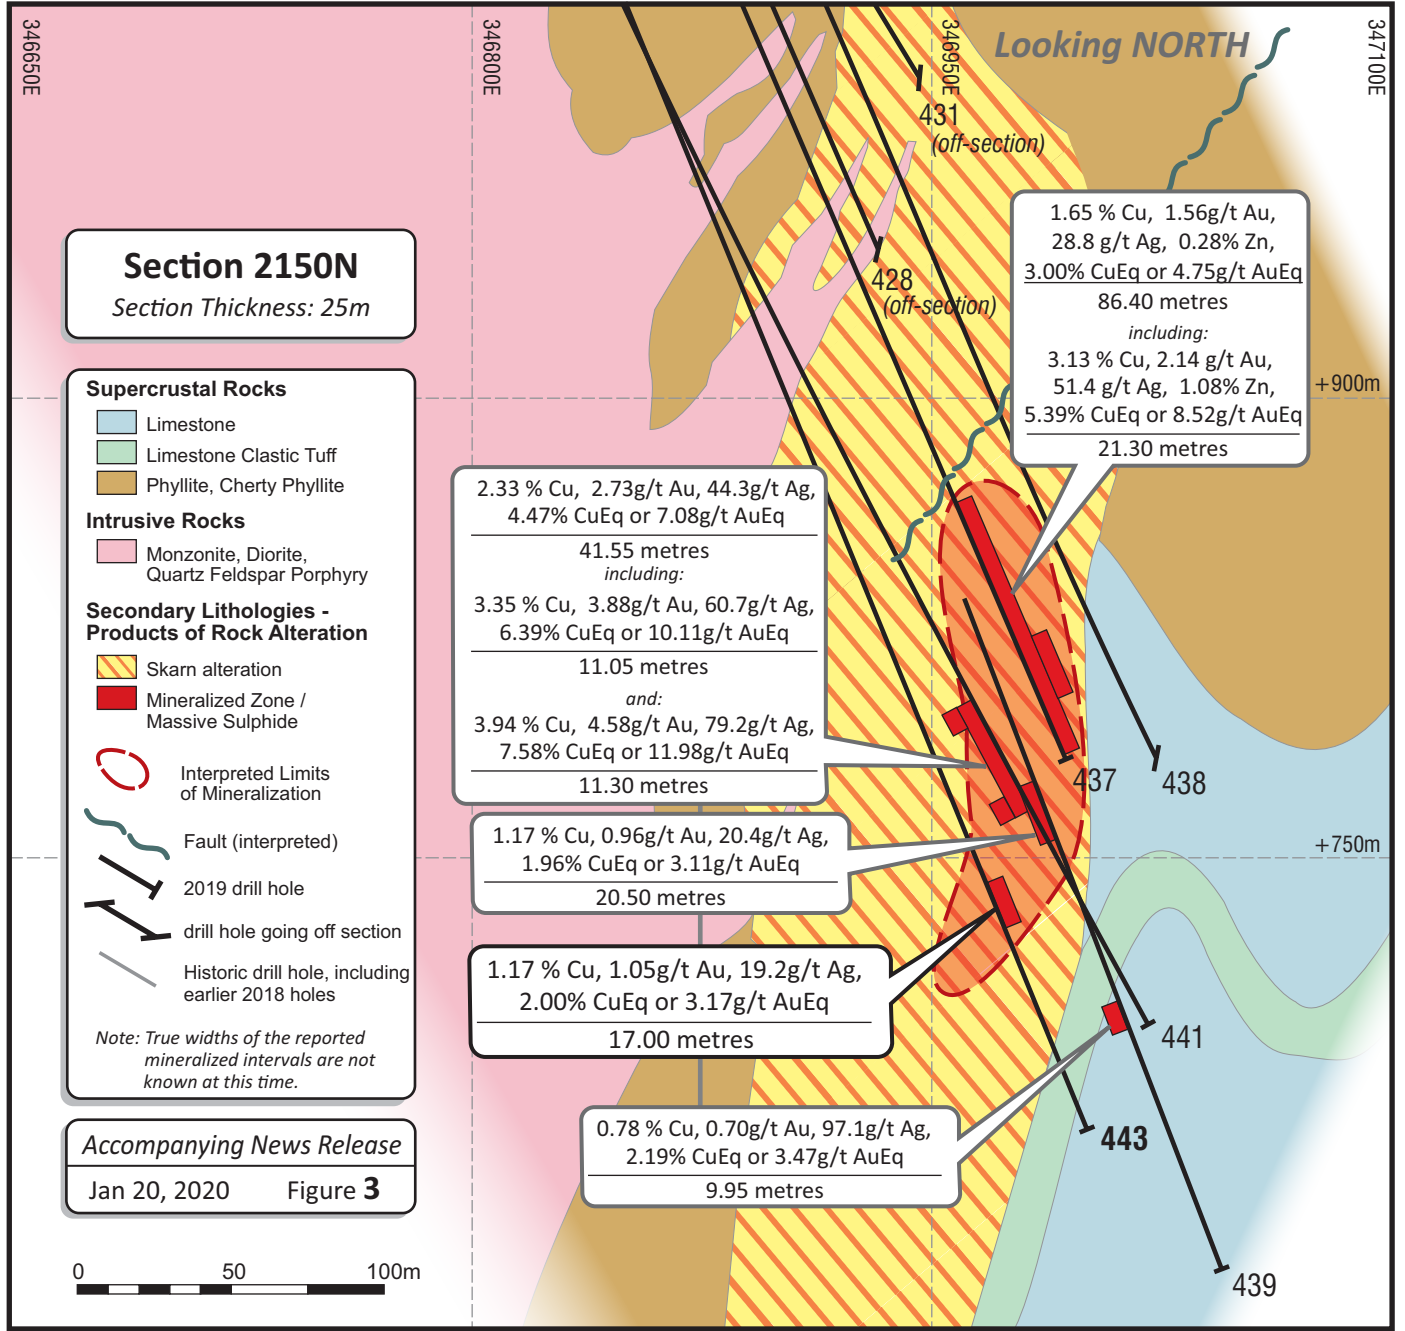 346650E
346800E
346950E
347100E
Looking NORTH
431
(off-section)
428
(off-section)
1.65 % Cu, 1.56g/t Au,
28.8 g/t Ag, 0.28% Zn,
3.00% CuEq or 4.75g/t AuEq
86.40 metres
including:
3.13 % Cu, 2.14 g/t Au,
51.4 g/t Ag, 1.08% Zn,
5.39% CuEq or 8.52g/t AuEq
21.30 metres
+900m
Section 2150N
Section Thickness: 25m
Supercrustal Rocks
Limestone
Limestone Clastic Tuff
Phyllite, Cherty Phyllite
Intrusive Rocks
Monzonite, Diorite,
Quartz Feldspar Porphyry
Secondary Lithologies -
Products of Rock Alteration
Skarn alteration
Mineralized Zone /
Massive Sulphide
Interpreted Limits
of Mineralization
Fault (interpreted)
2019 drill hole
drill hole going off section
Historic drill hole, including
earlier 2018 holes
Note: True widths of the reported
mineralized intervals are not
known at this time.
2.33 % Cu, 2.73g/t Au, 44.3g/t Ag,
4.47% CuEq or 7.08g/t AuEq
41.55 metres
including:
3.35 % Cu, 3.88g/t Au, 60.7g/t Ag,
6.39% CuEq or 10.11g/t AuEq
11.05 metres
and:
3.94 % Cu, 4.58g/t Au, 79.2g/t Ag,
7.58% CuEq or 11.98g/t AuEq
11.30 metres
437
438
+750m
1.17 % Cu, 0.96g/t Au, 20.4g/t Ag,
1.96% CuEq or 3.11g/t AuEq
20.50 metres
1.17 % Cu, 1.05g/t Au, 19.2g/t Ag,
2.00% CuEq or 3.17g/t AuEq
17.00 metres
441
0.78 % Cu, 0.70g/t Au, 97.1g/t Ag,
2.19% CuEq or 3.47g/t AuEq
9.95 metres
443
439
Accompanying News Release
Jan 20, 2020 Figure 3
0 50 100m